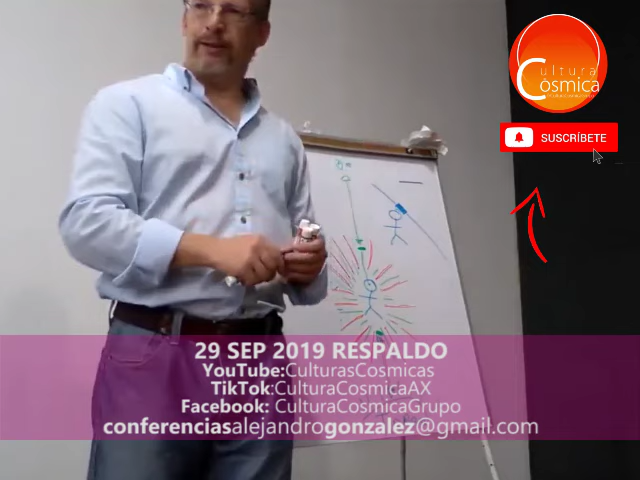 Cultura
Cósmica
SUSCRÍBETE
29 SEP 2019 RESPALDO
YouTube:CulturasCosmicas
TikTok:CulturaCosmicaAX
Facebook: CulturaCosmicaGrupo
conferenciasalejandrogonzalez@gmail.com